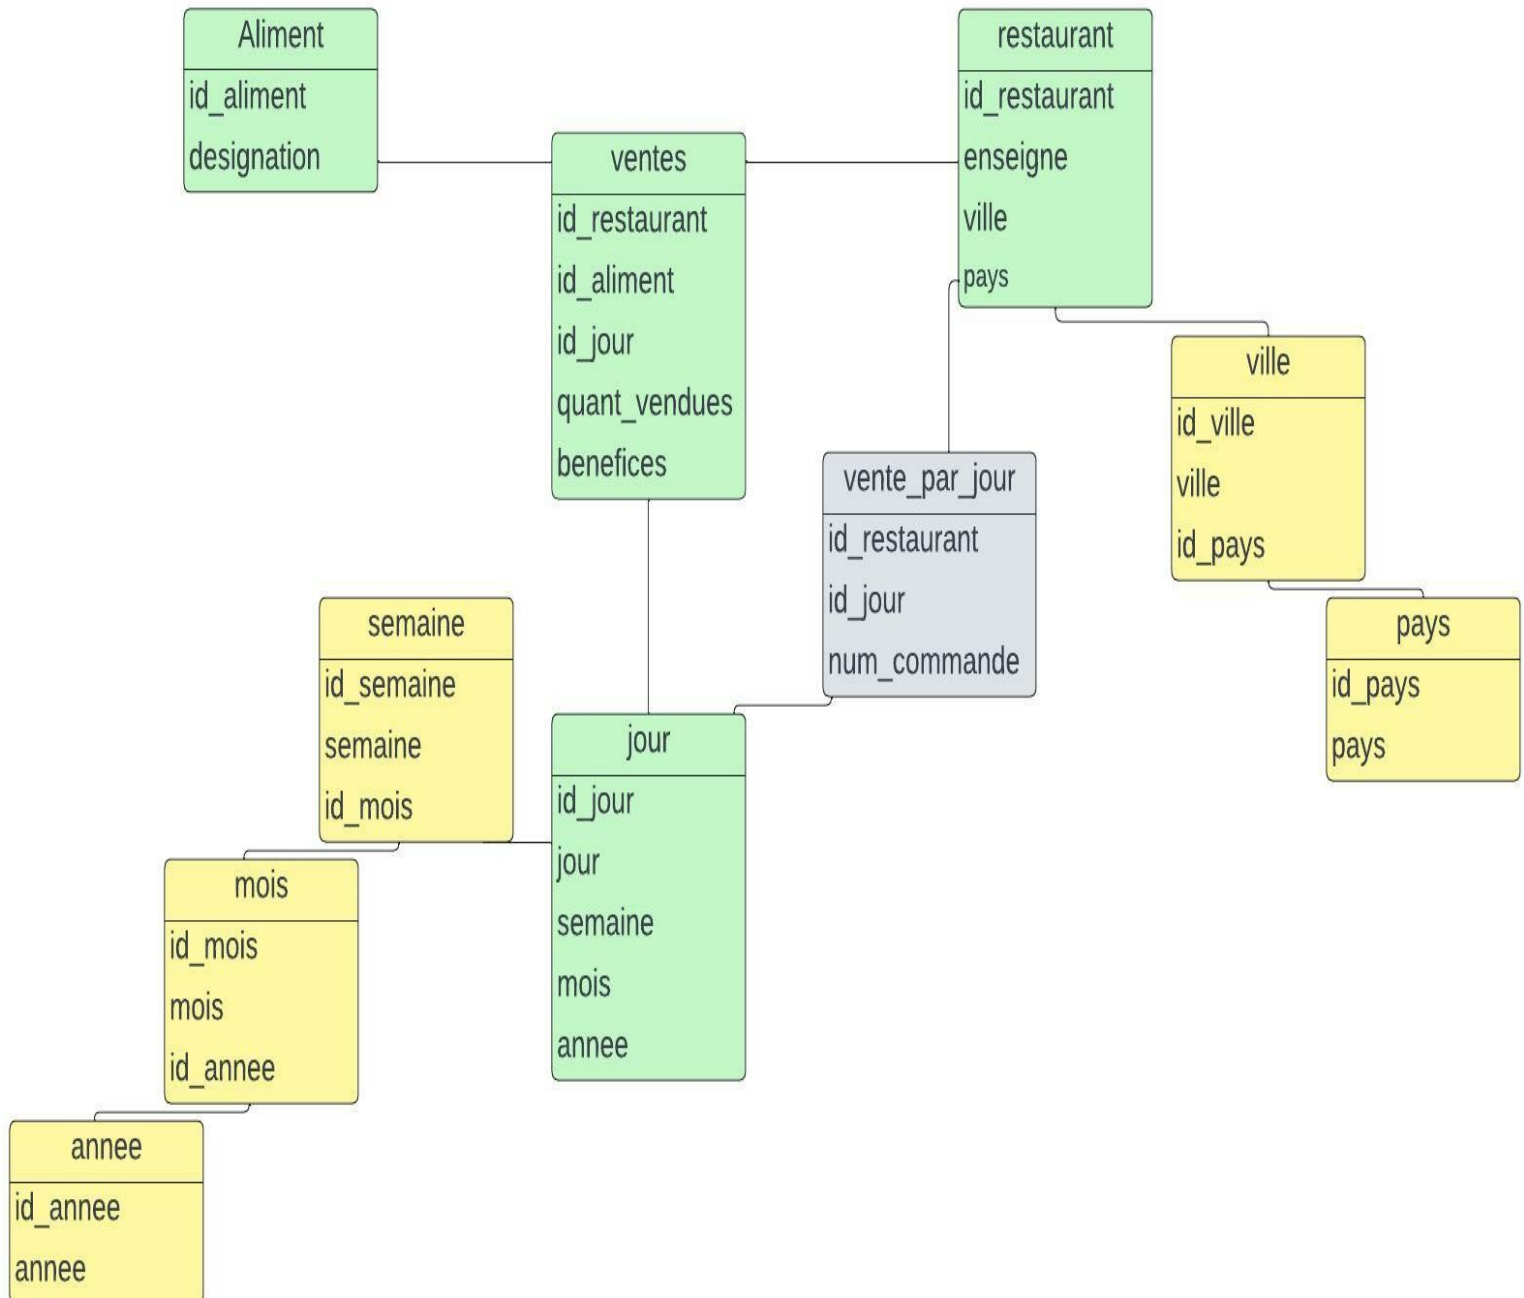 Aliment
id_aliment
designation
restaurant
id_restaurant
enseigne
ville
pays
ventes
id_restaurant
id_aliment
id_jour
quant_vendues
benefices
ville
id_ville
ville
id_pays
vente_par_jour
id_restaurant
id_jour
num_commande
semaine
id_semaine
semaine
id_mois
pays
id_pays
pays
jour
id_jour
jour
semaine
mois
annee
mois
id_mois
mois
id_annee
annee
id_annee
annee